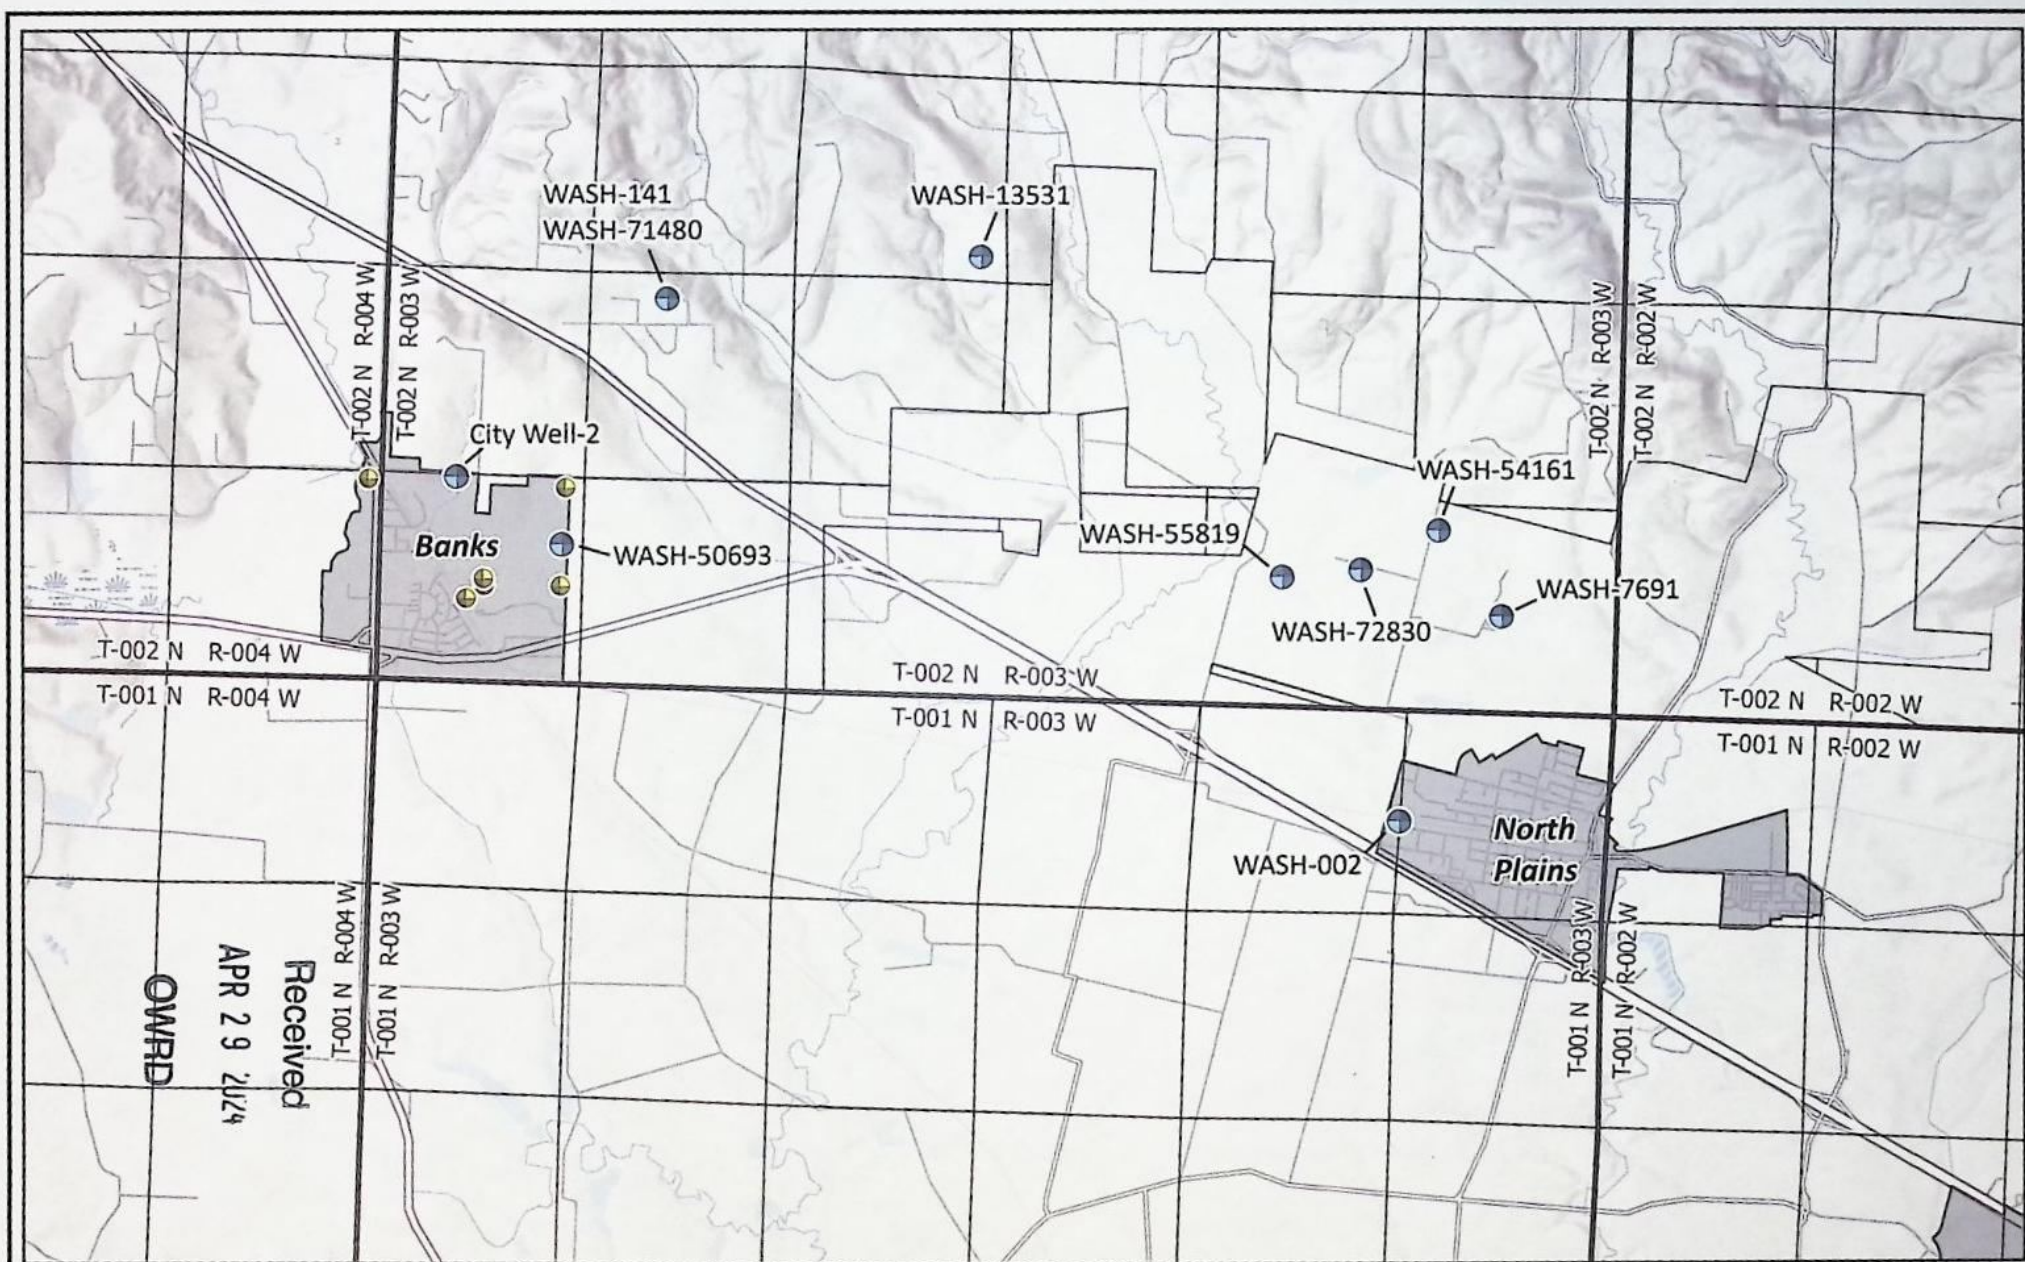 WASH-141
WASH-71480
WASH-13531
T-002 N R-004 W
T-002 N R-003 W
T-002 N R-003 W
T-002 N R-002 W
City Well-2
WASH-54161
Banks
WASH-50693
WASH-55819
WASH-72830
WASH-7691
T-002 N R-004 W
T-001 N R-004 W
T-002 N R-003 W
T-001 N R-003 W
T-002 N R-002 W
T-001 N R-002 W
North
Plains
WASH-002
T-001 N R-004 W
T-001 N R-003 W
T-001 N R-003 W
T-001 N R-002 W
Received
APR 29 2024
OWRD